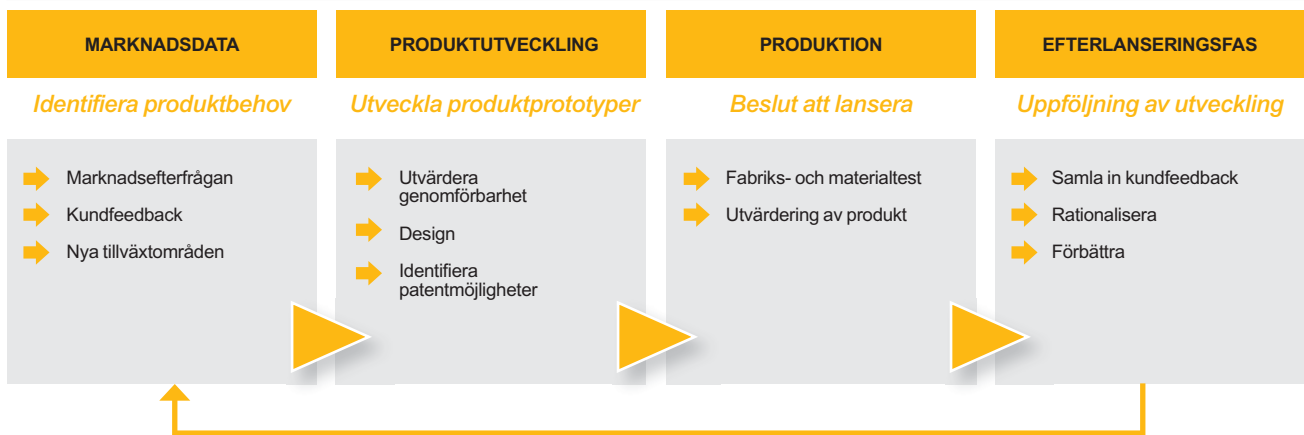 MARKNADSDATA
Identifiera produktbehov
Marknadsefterfrågan
Kundfeedback
Nya tillväxtområden
PRODUKTUTVECKLING
Utveckla produktprototyper
Utvärdera
genomförbarhet
Design
Identifiera
patentmöjligheter
PRODUKTION
Beslut att lansera
Fabriks- och materialtest
Utvärdering av produkt
EFTERLANSERINGSFAS
Uppföljning av utveckling
Samla in kundfeedback
Rationalisera
Förbättra